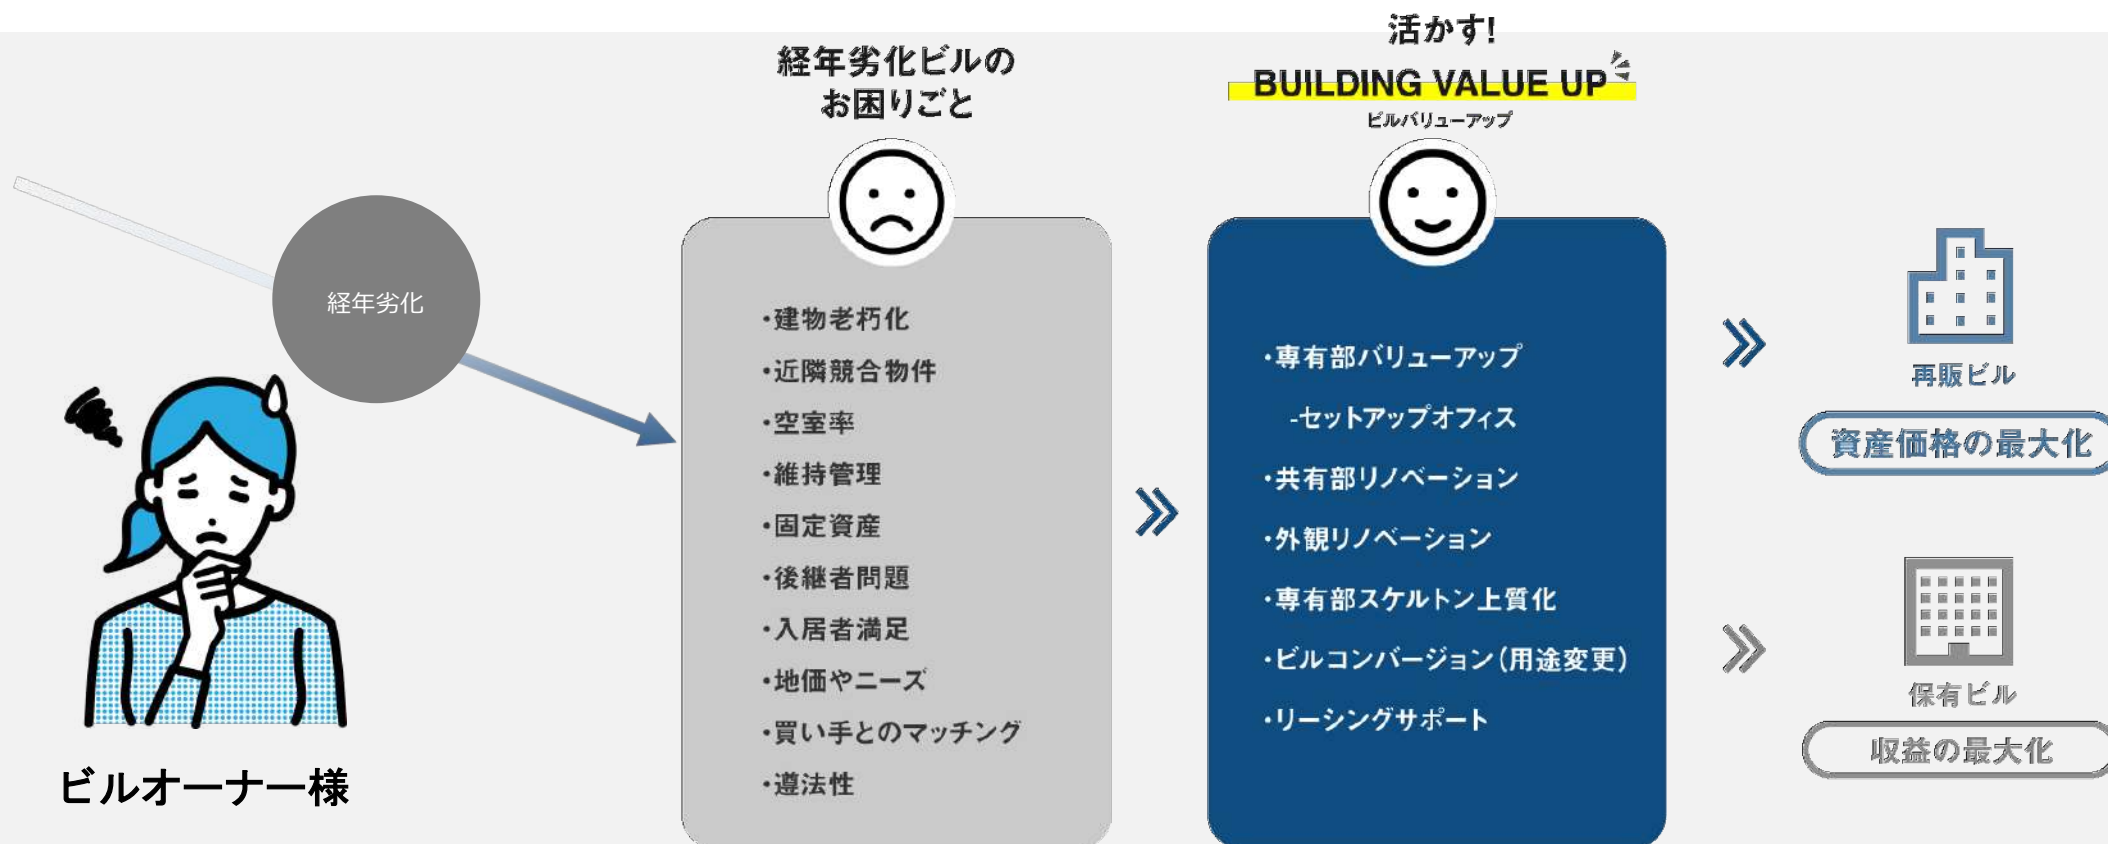 経年劣化
ビルオーナー様
経年劣化ビルの
お困りごと
・建物老朽化
・近隣競合物件
・空室率
・維持管理
・固定資産
・後継者問題
・入居者満足
・地価やニーズ
・買い手とのマッチング
・遵法性
活かす!
BUILDING VALUE UP
ビルバリューアップ
・専有部バリューアップ
-セットアップオフィス
・共有部リノベーション
・外観リノベーション
・専有部スケルトン上質化
・ビルコンバージョン(用途変更)
・リーシングサポート
再販ビル
資産価格の最大化
保有ビル
収益の最大化